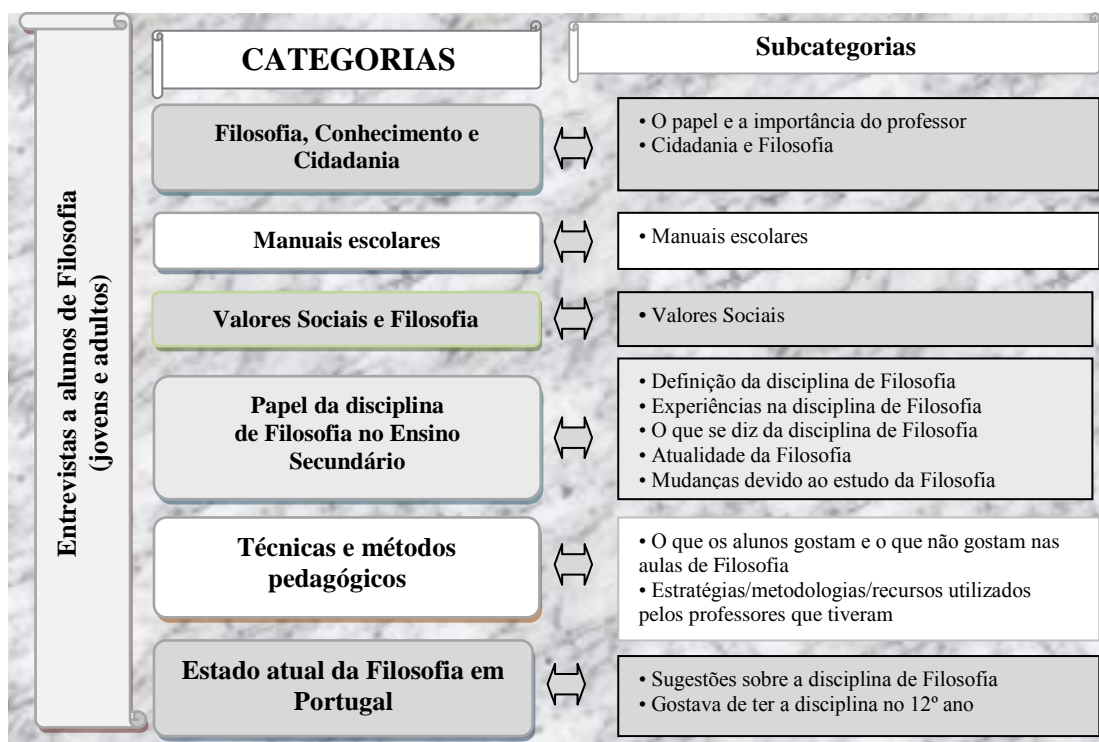 Entrevistas a alunos de Filosofia
(jovens e adultos)
CATEGORIAS
Subcategorias
Filosofia, Conhecimento e
Cidadania
• O papel e a importância do professor
• Cidadania e Filosofia
Manuais escolares
• Manuais escolares
Valores Sociais e Filosofia
• Valores Sociais
Papel da disciplina
de Filosofia no Ensino
Secundário
• Definição da disciplina de Filosofia
• Experiências na disciplina de Filosofia
• O que se diz da disciplina de Filosofia
• Atualidade da Filosofia
• Mudanças devido ao estudo da Filosofia
Técnicas e métodos
pedagógicos
• O que os alunos gostam e o que não gostam nas
aulas de Filosofia
• Estratégias/metodologias/recursos utilizados
pelos professores que tiveram
Estado atual da Filosofia em
Portugal
• Sugestões sobre a disciplina de Filosofia
• Gostava de ter a disciplina no 12º ano